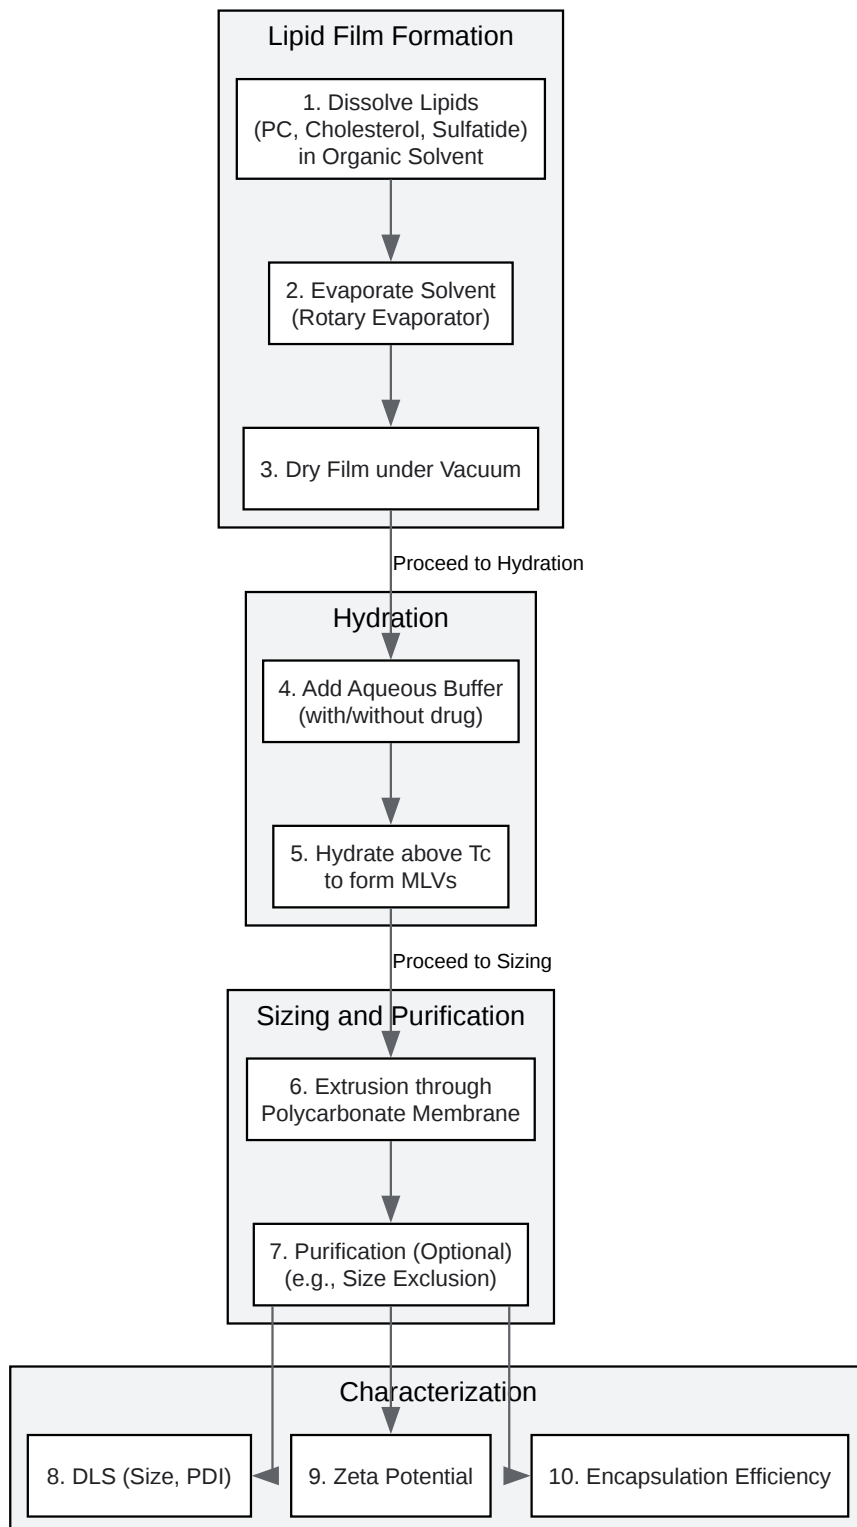 Lipid Film Formation
1. Dissolve Lipids
(PC, Cholesterol, Sulfatide)
in Organic Solvent
2. Evaporate Solvent
(Rotary Evaporator)
3. Dry Film under Vacuum
Proceed to Hydration
Hydration
4. Add Aqueous Buffer
(with/without drug)
5. Hydrate above Tc
to form MLVs
Proceed to Sizing
Sizing and Purification
6. Extrusion through
Polycarbonate Membrane
7. Purification (Optional)
(e.g., Size Exclusion)
Characterization
8. DLS (Size, PDI)
9. Zeta Potential
10. Encapsulation Efficiency